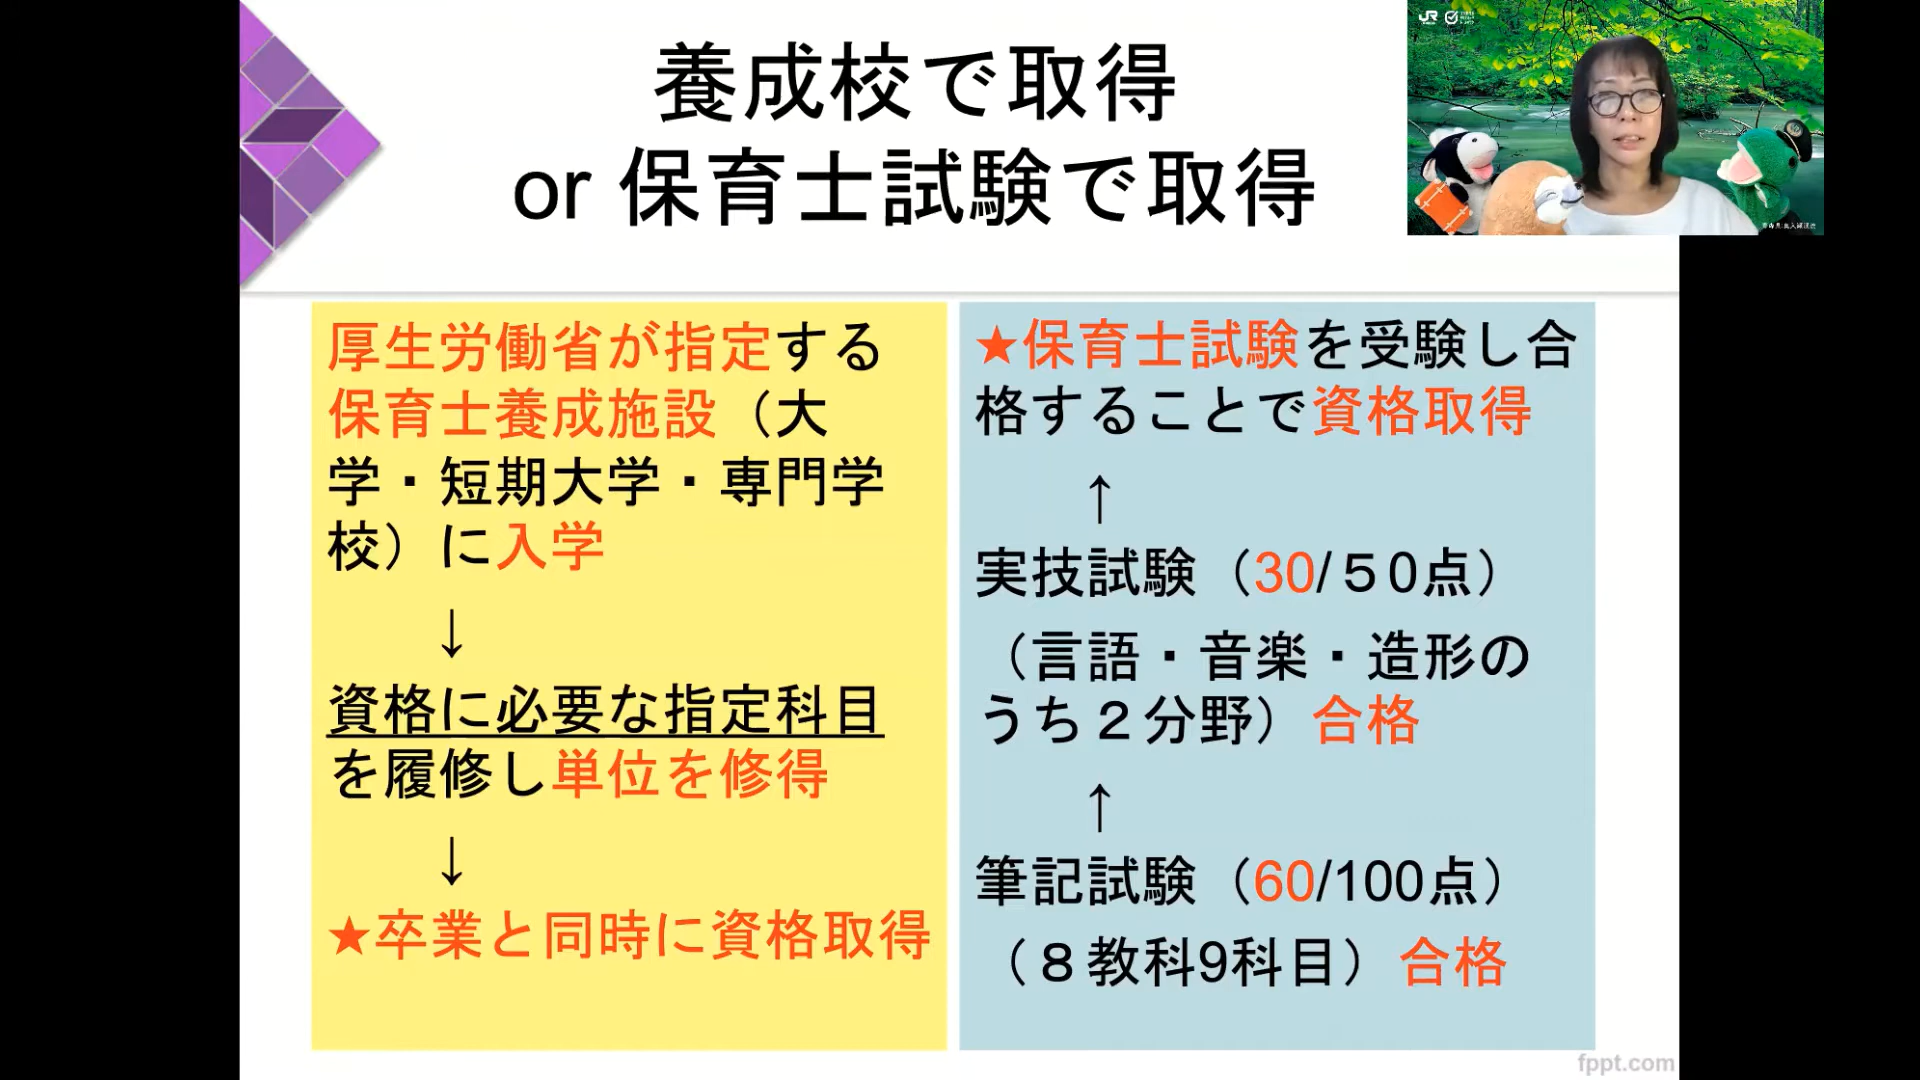 養成校で取得
or 保育士試験で取得
JR
厚生労働省が指定する
保育士養成施設（大
学・短期大学・専門学
校）に入学
↓
資格に必要な指定科目
を履修し単位を修得
↓
★卒業と同時に資格取得
★保育士試験を受験し合
格することで資格取得
↑
実技試験（30/５0点）
（言語・音楽・造形の
うち２分野）合格
↑
筆記試験（60/100点）
（８教科9科目）合格
fppt.com